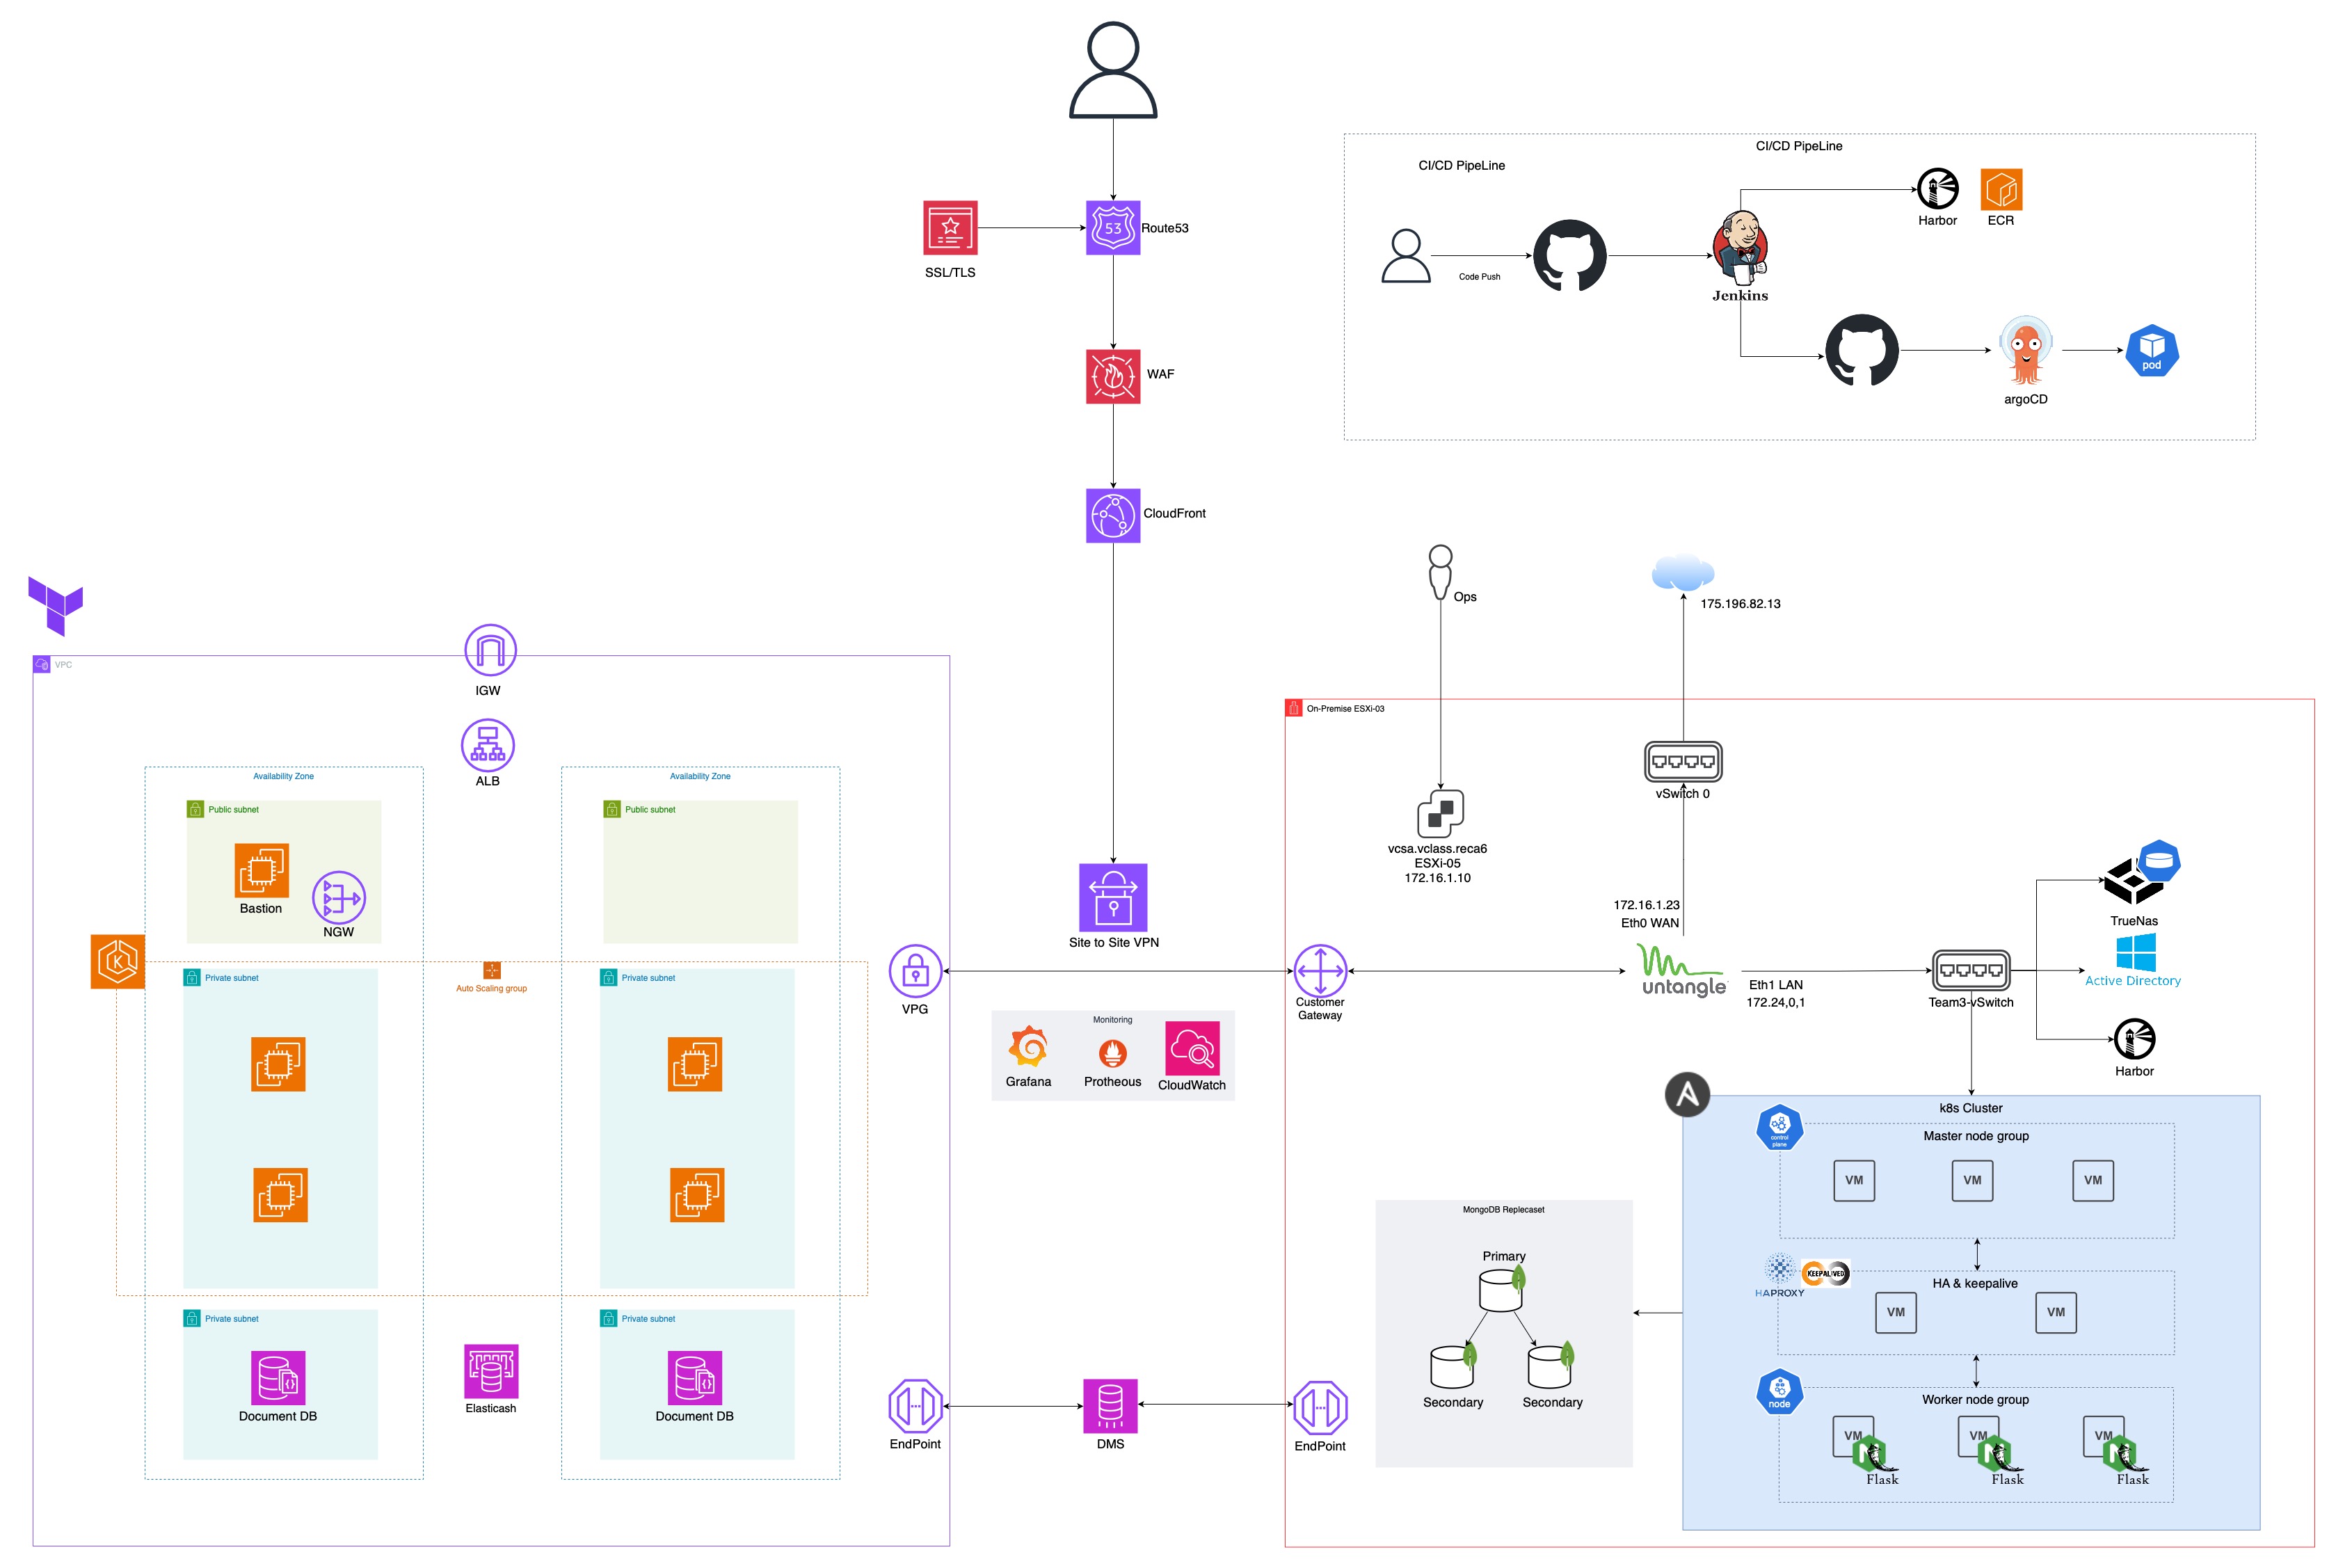 CI/CD PipeLine
CI/CD PipeLine
Harbor
ECR
53
Route53
SSL/TLS
Code Push
Jenkins
WAF
pod
argoCD
CloudFront
Ops
175.196.82.13
VPC
IGW
On-Premise ESXi-03
ALB
Availability Zone
Availability Zone
vSwitch 0
Public subnet
Public subnet
vcsa.vclass.reca6
ESXi-05
172.16.1.10
Bastion
NGW
172.16.1.23
Eth0 WAN
TrueNas
Site to Site VPN
K
Private subnet
Auto Scaling group
Private subnet
VPG
Customer
Gateway
untangle
Eth1 LAN
172.24,0,1
Team3-vSwitch
Active Directory
Monitoring
Grafana
Protheous
CloudWatch
Harbor
k8s Cluster
control
plane
Master node group
VM
VM
VM
MongoDB Replecaset
Primary
Secondary
Secondary
HAPROXY
KEEPALIVED
HA & keepalive
VM
VM
Private subnet
Private subnet
Document DB
Elasticash
Document DB
EndPoint
DMS
EndPoint
node
Worker node group
VM
VM
VM
Flask
Flask
Flask